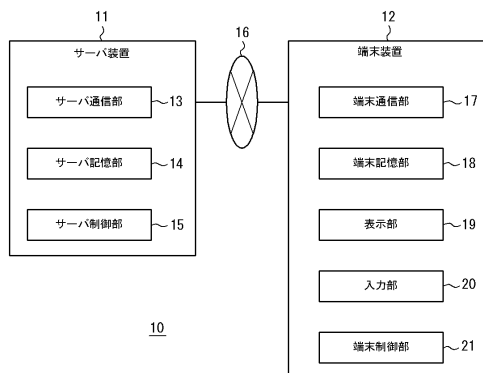 11
サーバ装置
サーバ通信部
13
サーバ記憶部
14
サーバ制御部
15
16
12
端末装置
端末通信部
17
端末記憶部
18
表示部
19
入力部
20
端末制御部
21
10